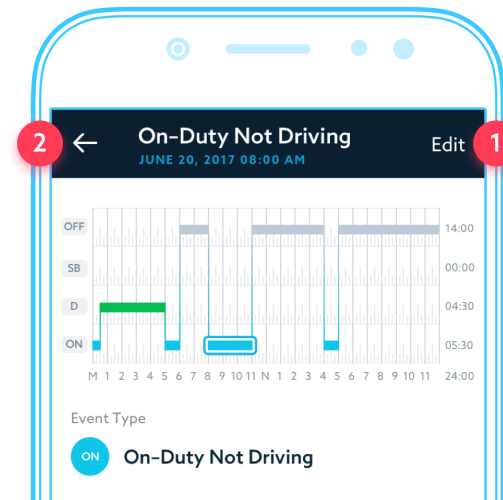 2
On-Duty Not Driving
JUNE 20, 2017 08:00 AM
Edit
1
OFF 14:00
SB 00:00
D 04:30
ON 05:30
M 1 2 3 4 5 6 7 8 9 10 11 N 1 2 3 4 5 6 7 8 9 10 11 24:00
Event Type
ON On-Duty Not Driving